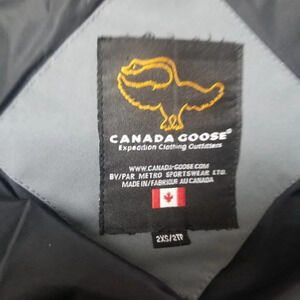 CANADA GOOSE®
Expedition Clothing Outfitters
WWW.CANADA-GOOSE.COM
BY/PAR METRO SPORTSWEAR LTD.
MADE IN/FABRIQUE AU CANADA
2XS/2TP